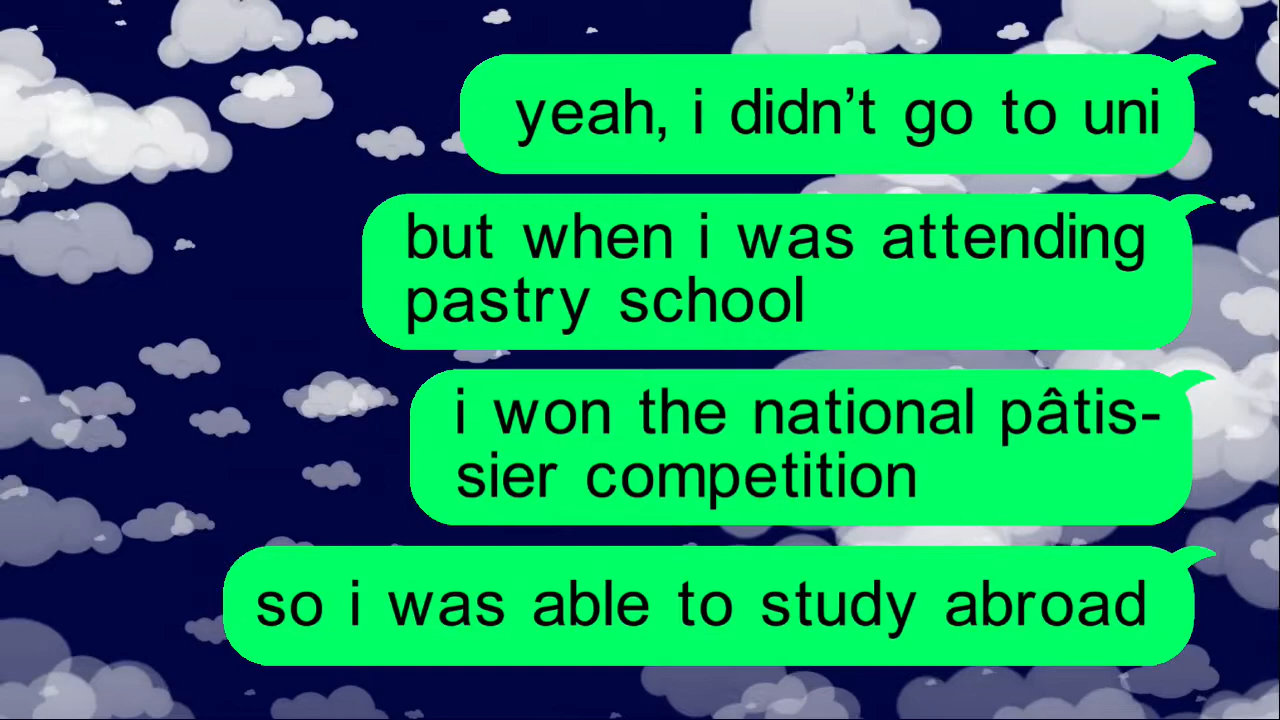 yeah, i didn’t go to uni
but when i was attending
pastry school
i won the national pâtis-
sier competition
so i was able to study abroad